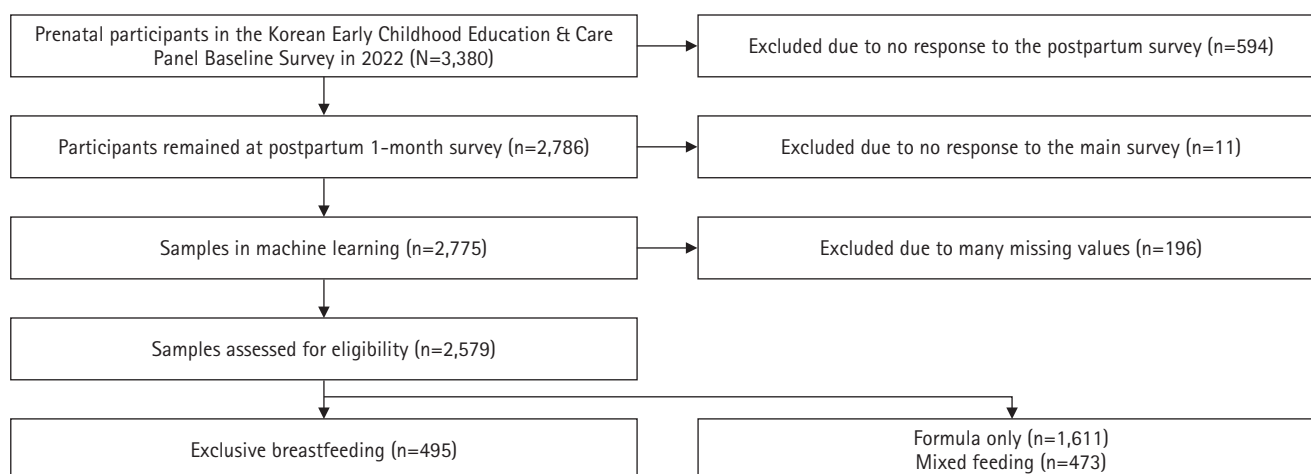 Prenatal participants in the Korean Early Childhood Education & Care
Panel Baseline Survey in 2022 (N=3,380)
Excluded due to no response to the postpartum survey (n=594)
Participants remained at postpartum 1-month survey (n=2,786)
Excluded due to no response to the main survey (n=11)
Samples in machine learning (n=2,775)
Excluded due to many missing values (n=196)
Samples assessed for eligibility (n=2,579)
Exclusive breastfeeding (n=495)
Formula only (n=1,611)
Mixed feeding (n=473)